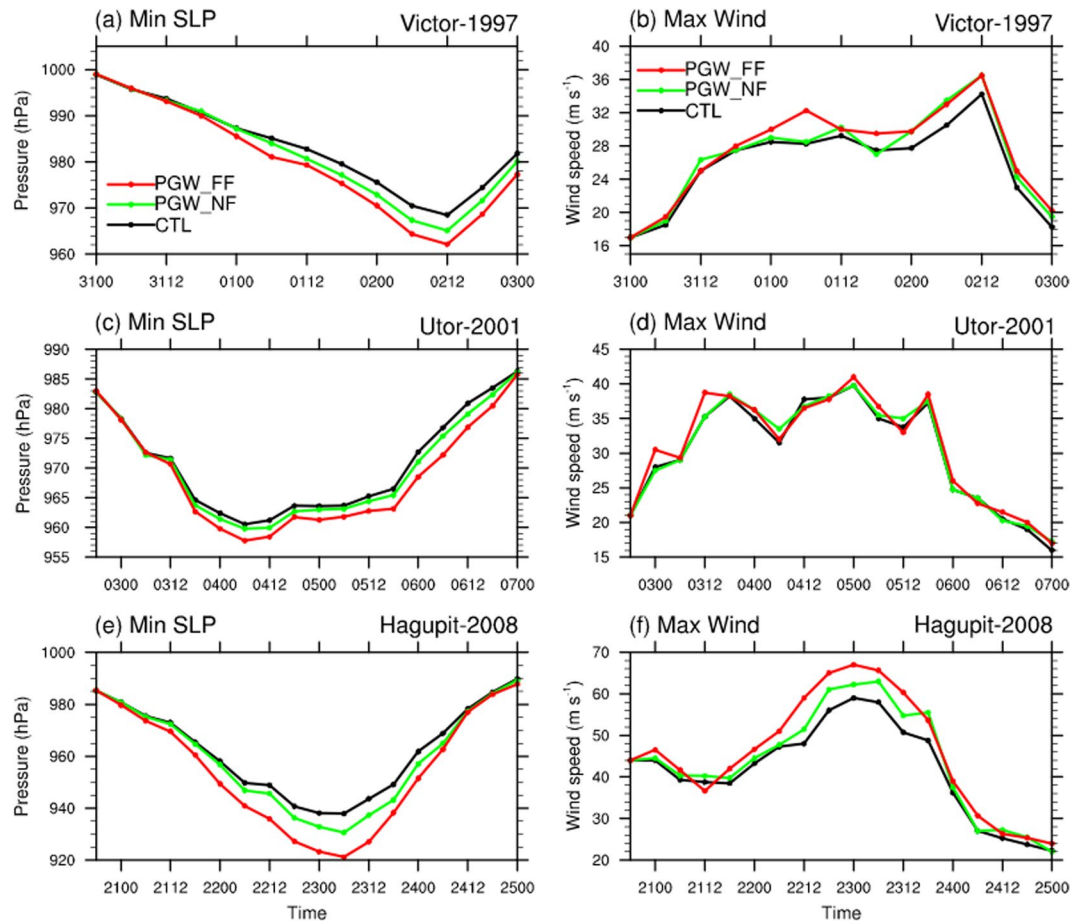 (a) Min SLP Victor-1997
1000
990
980
970
960
Pressure (hPa)
PGW_FF
PGW_NF
CTL
3100 3112 0100 0112 0200 0212 0300
(b) Max Wind Victor-1997
40
36
32
28
24
20
16
Wind speed (m s⁻¹)
PGW_FF
PGW_NF
CTL
3100 3112 0100 0112 0200 0212 0300
(c) Min SLP Utor-2001
990
985
980
975
970
965
960
955
Pressure (hPa)
0300 0312 0400 0412 0500 0512 0600 0612 0700
(d) Max Wind Utor-2001
45
40
35
30
25
20
15
Wind speed (m s⁻¹)
0300 0312 0400 0412 0500 0512 0600 0612 0700
(e) Min SLP Hagupit-2008
1000
980
960
940
920
Pressure (hPa)
2100 2112 2200 2212 2300 2312 2400 2412 2500
Time
(f) Max Wind Hagupit-2008
70
60
50
40
30
20
Wind speed (m s⁻¹)
2100 2112 2200 2212 2300 2312 2400 2412 2500
Time